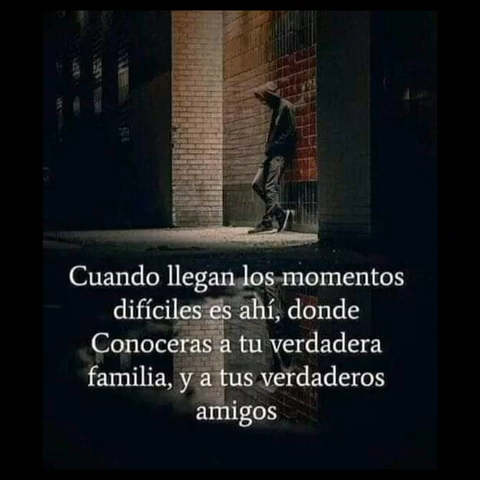 Cuando llegan los momentos
difíciles es ahí, donde
Conoceras a tu verdadera
familia, y a tus verdaderos
amigos